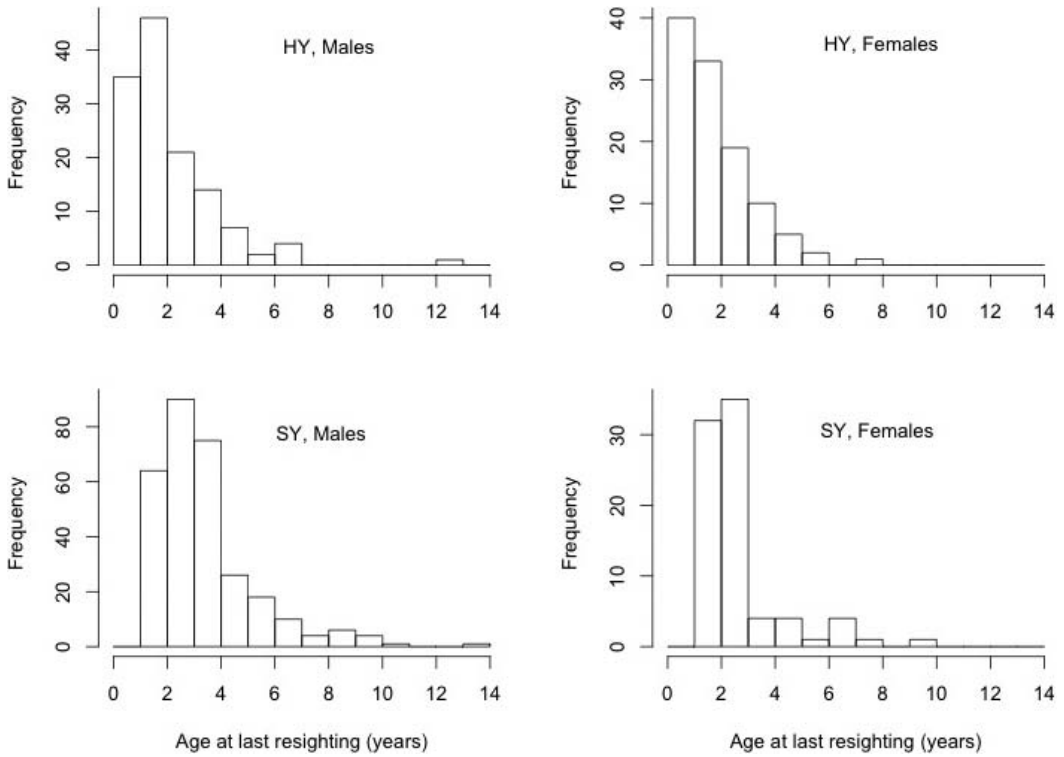 HY, Males
Frequency
0 10 20 30 40
0 2 4 6 8 10 12 14
HY, Females
Frequency
0 10 20 30 40
0 2 4 6 8 10 12 14
SY, Males
Frequency
0 20 40 60 80
0 2 4 6 8 10 12 14
Age at last resighting (years)
SY, Females
Frequency
0 10 20 30
0 2 4 6 8 10 12 14
Age at last resighting (years)